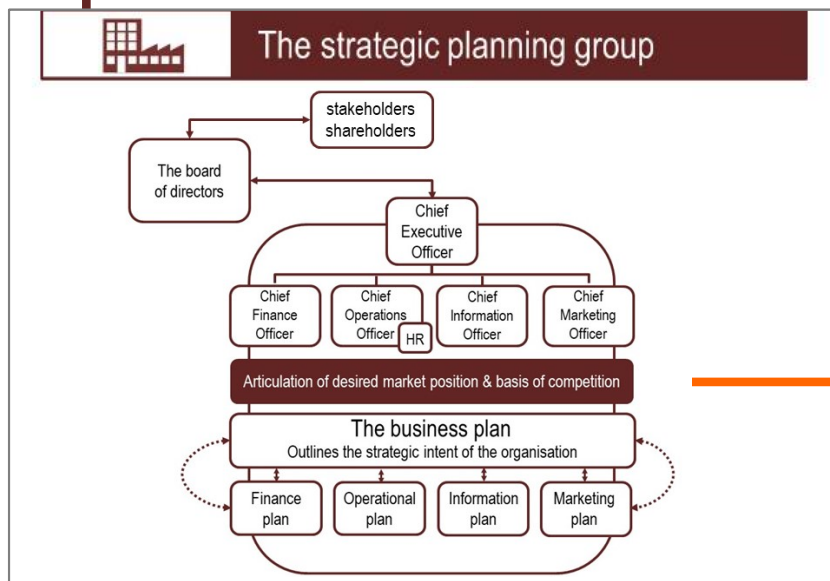 The strategic planning group
stakeholders
shareholders
The board
of directors
Chief
Executive
Officer
Chief
Finance
Officer
Chief
Operations
Officer
HR
Chief
Information
Officer
Chief
Marketing
Officer
Articulation of desired market position & basis of competition
The business plan
Outlines the strategic intent of the organisation
Finance
plan
Operational
plan
Information
plan
Marketing
plan